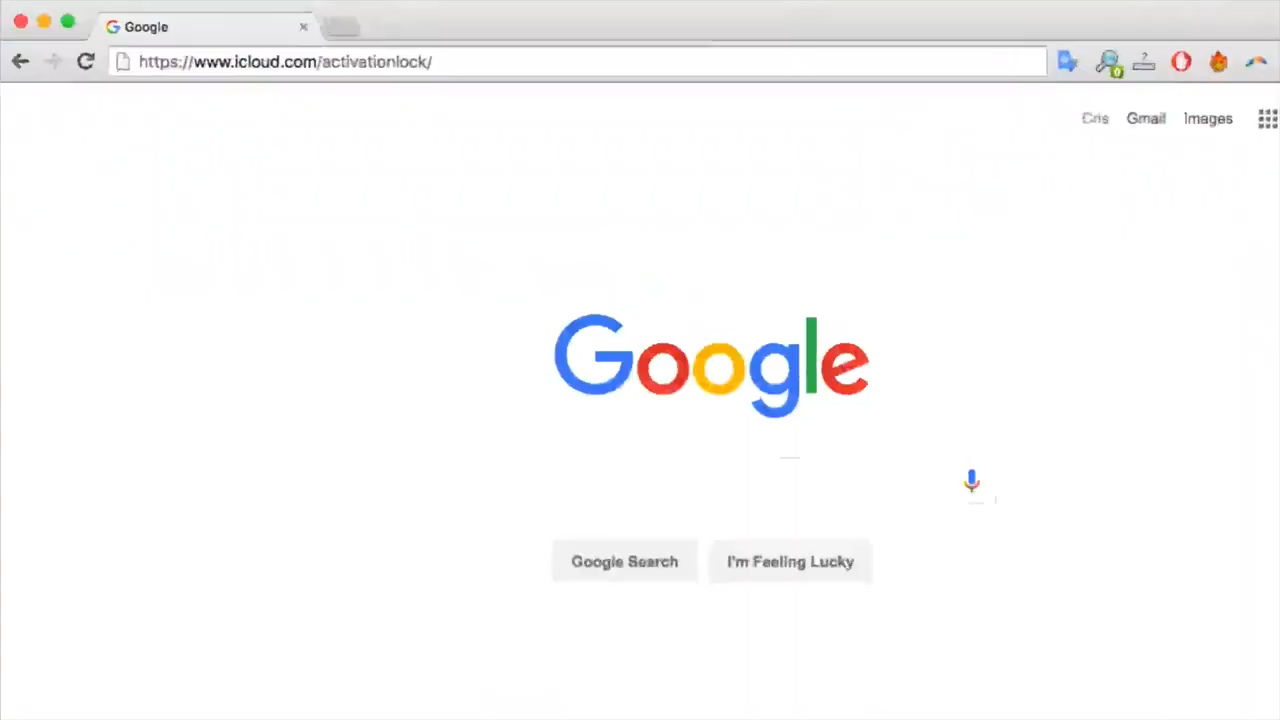 Google
https://www.icloud.com/activationlock/
Cris Gmail Images
Google
Google Search I'm Feeling Lucky